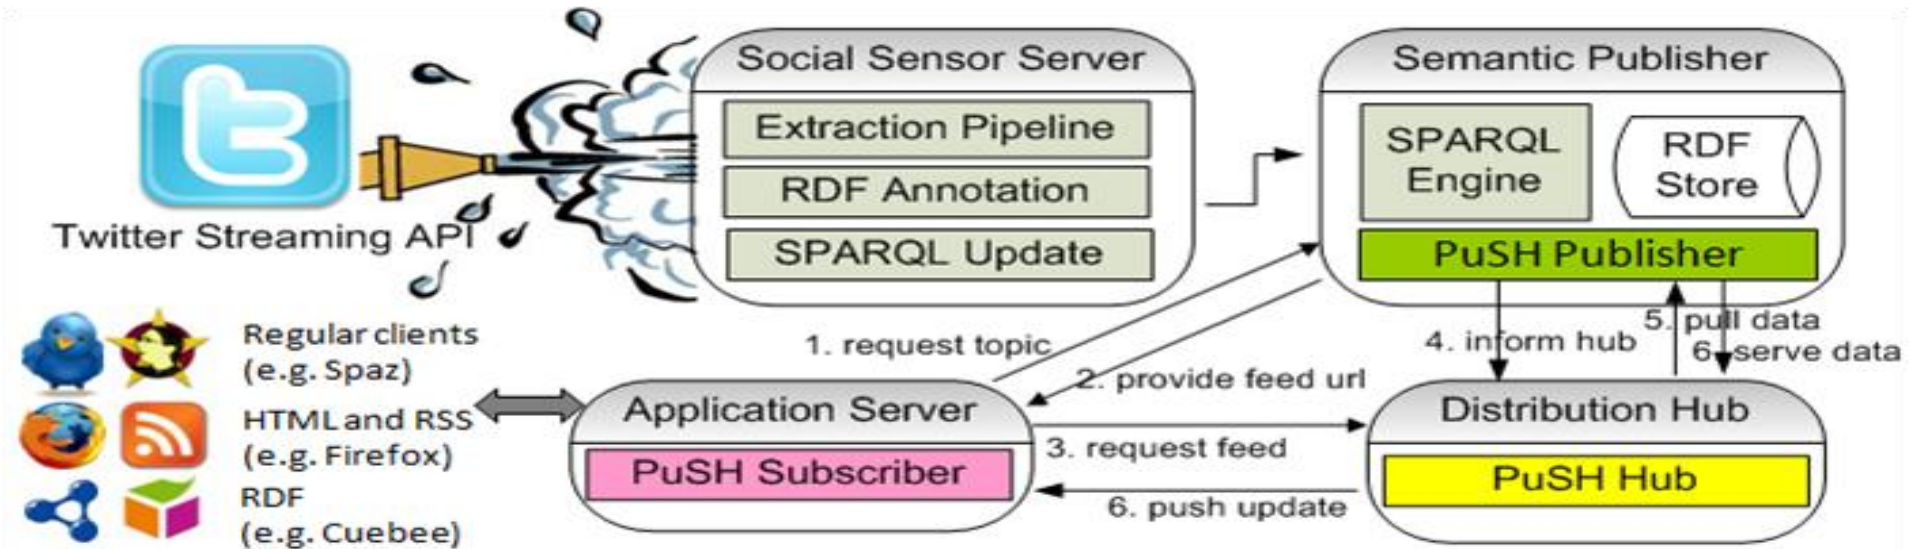 Social Sensor Server
Extraction Pipeline
RDF Annotation
SPARQL Update
Semantic Publisher
SPARQL
Engine
RDF
Store
PuSH Publisher
Twitter Streaming API
Regular clients
(e.g. Spaz)
HTML and RSS
(e.g. Firefox)
RDF
(e.g. Cuebee)
1. request topic
2. provide feed url
3. request feed
4. inform hub
5. pull data
6. serve data
6. push update
Application Server
PuSH Subscriber
Distribution Hub
PuSH Hub